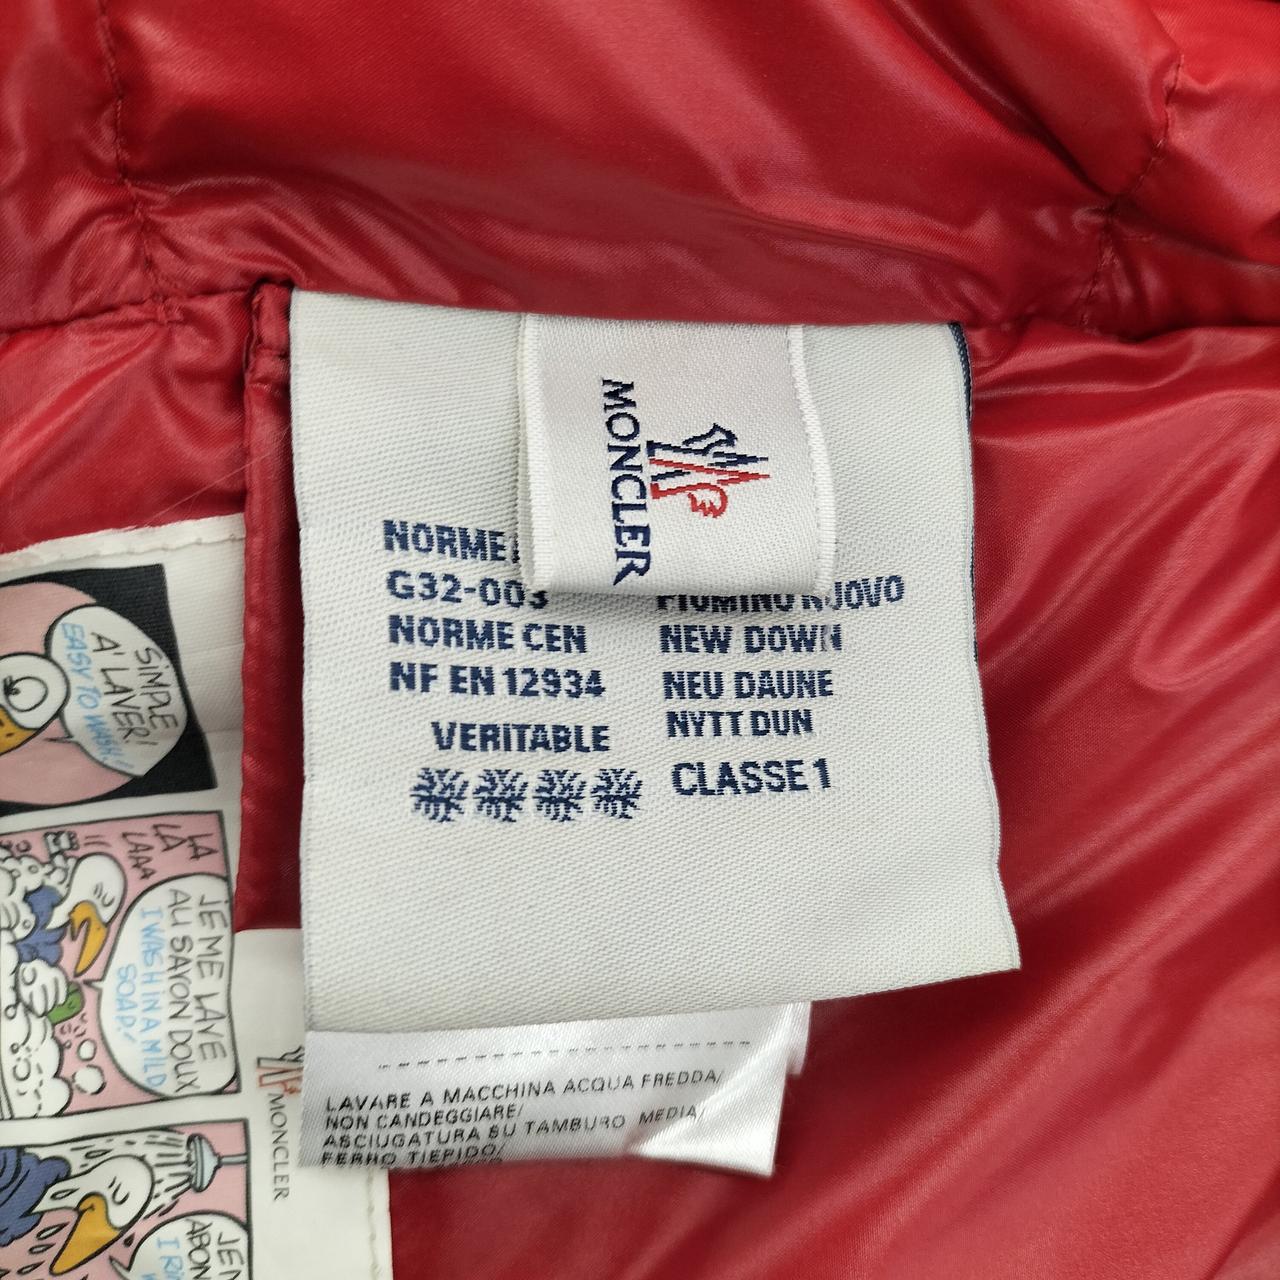 MONCLER
NORME
G32-003
NORME CEN
NF EN 12934
VERITABLE
PIUMINO NUOVO
NEW DOWN
NEU DAUNE
NYTT DUN
CLASSE 1
LAVARE A MACCHINA ACQUA FREDDA/
NON CANDEGGIARE/
ASCIUGATURA SU TAMBURO MEDIA/
FERRO TIEPIDO/
SIMPLE
A' LAVER!
EASY TO WASH!!!
LA
LA
LAAA
JE ME LAVE
AU SAVON DOUX
I WASH IN A MILD
SOAP!
MONCLER
ABON